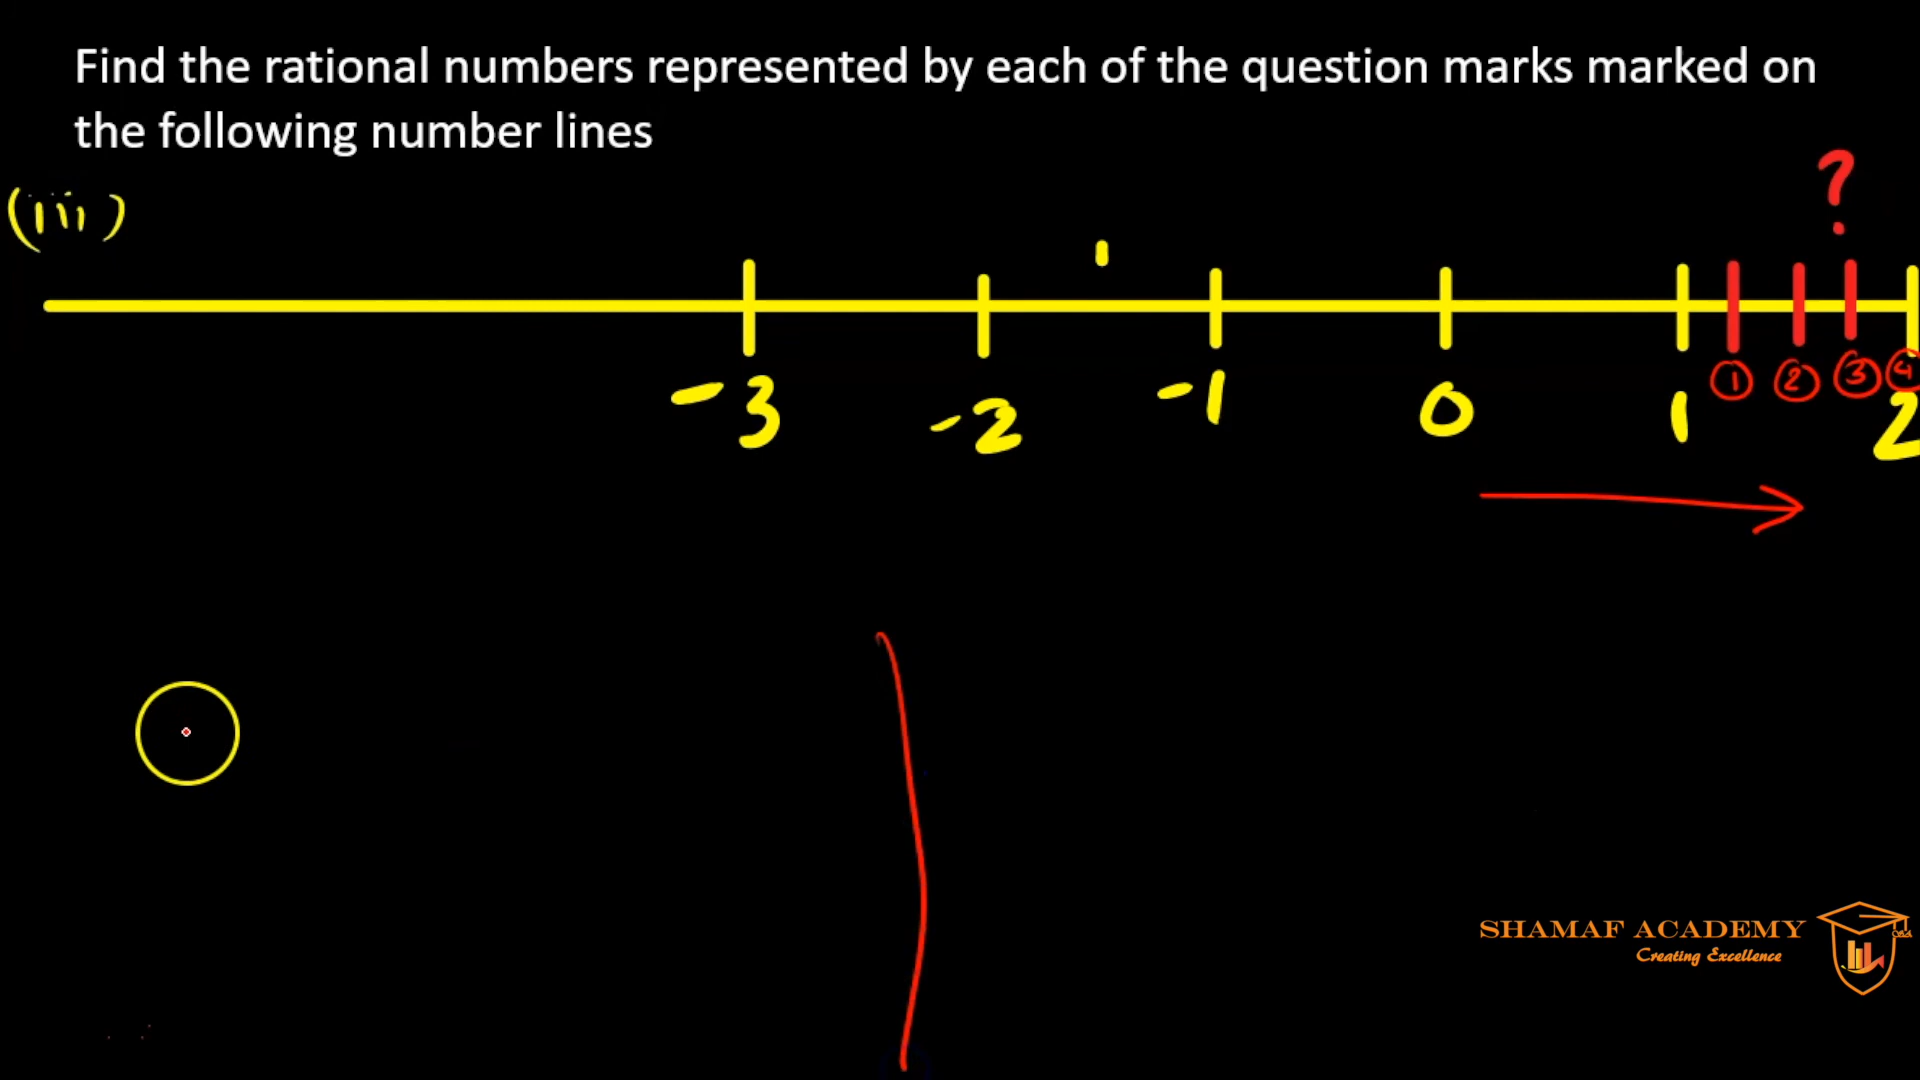 Find the rational numbers represented by each of the question marks marked on
the following number lines
(iii)
?
1 2 3 4
-3 -2 -1 0 1 2
SHAMAF ACADEMY
Creating Excellence